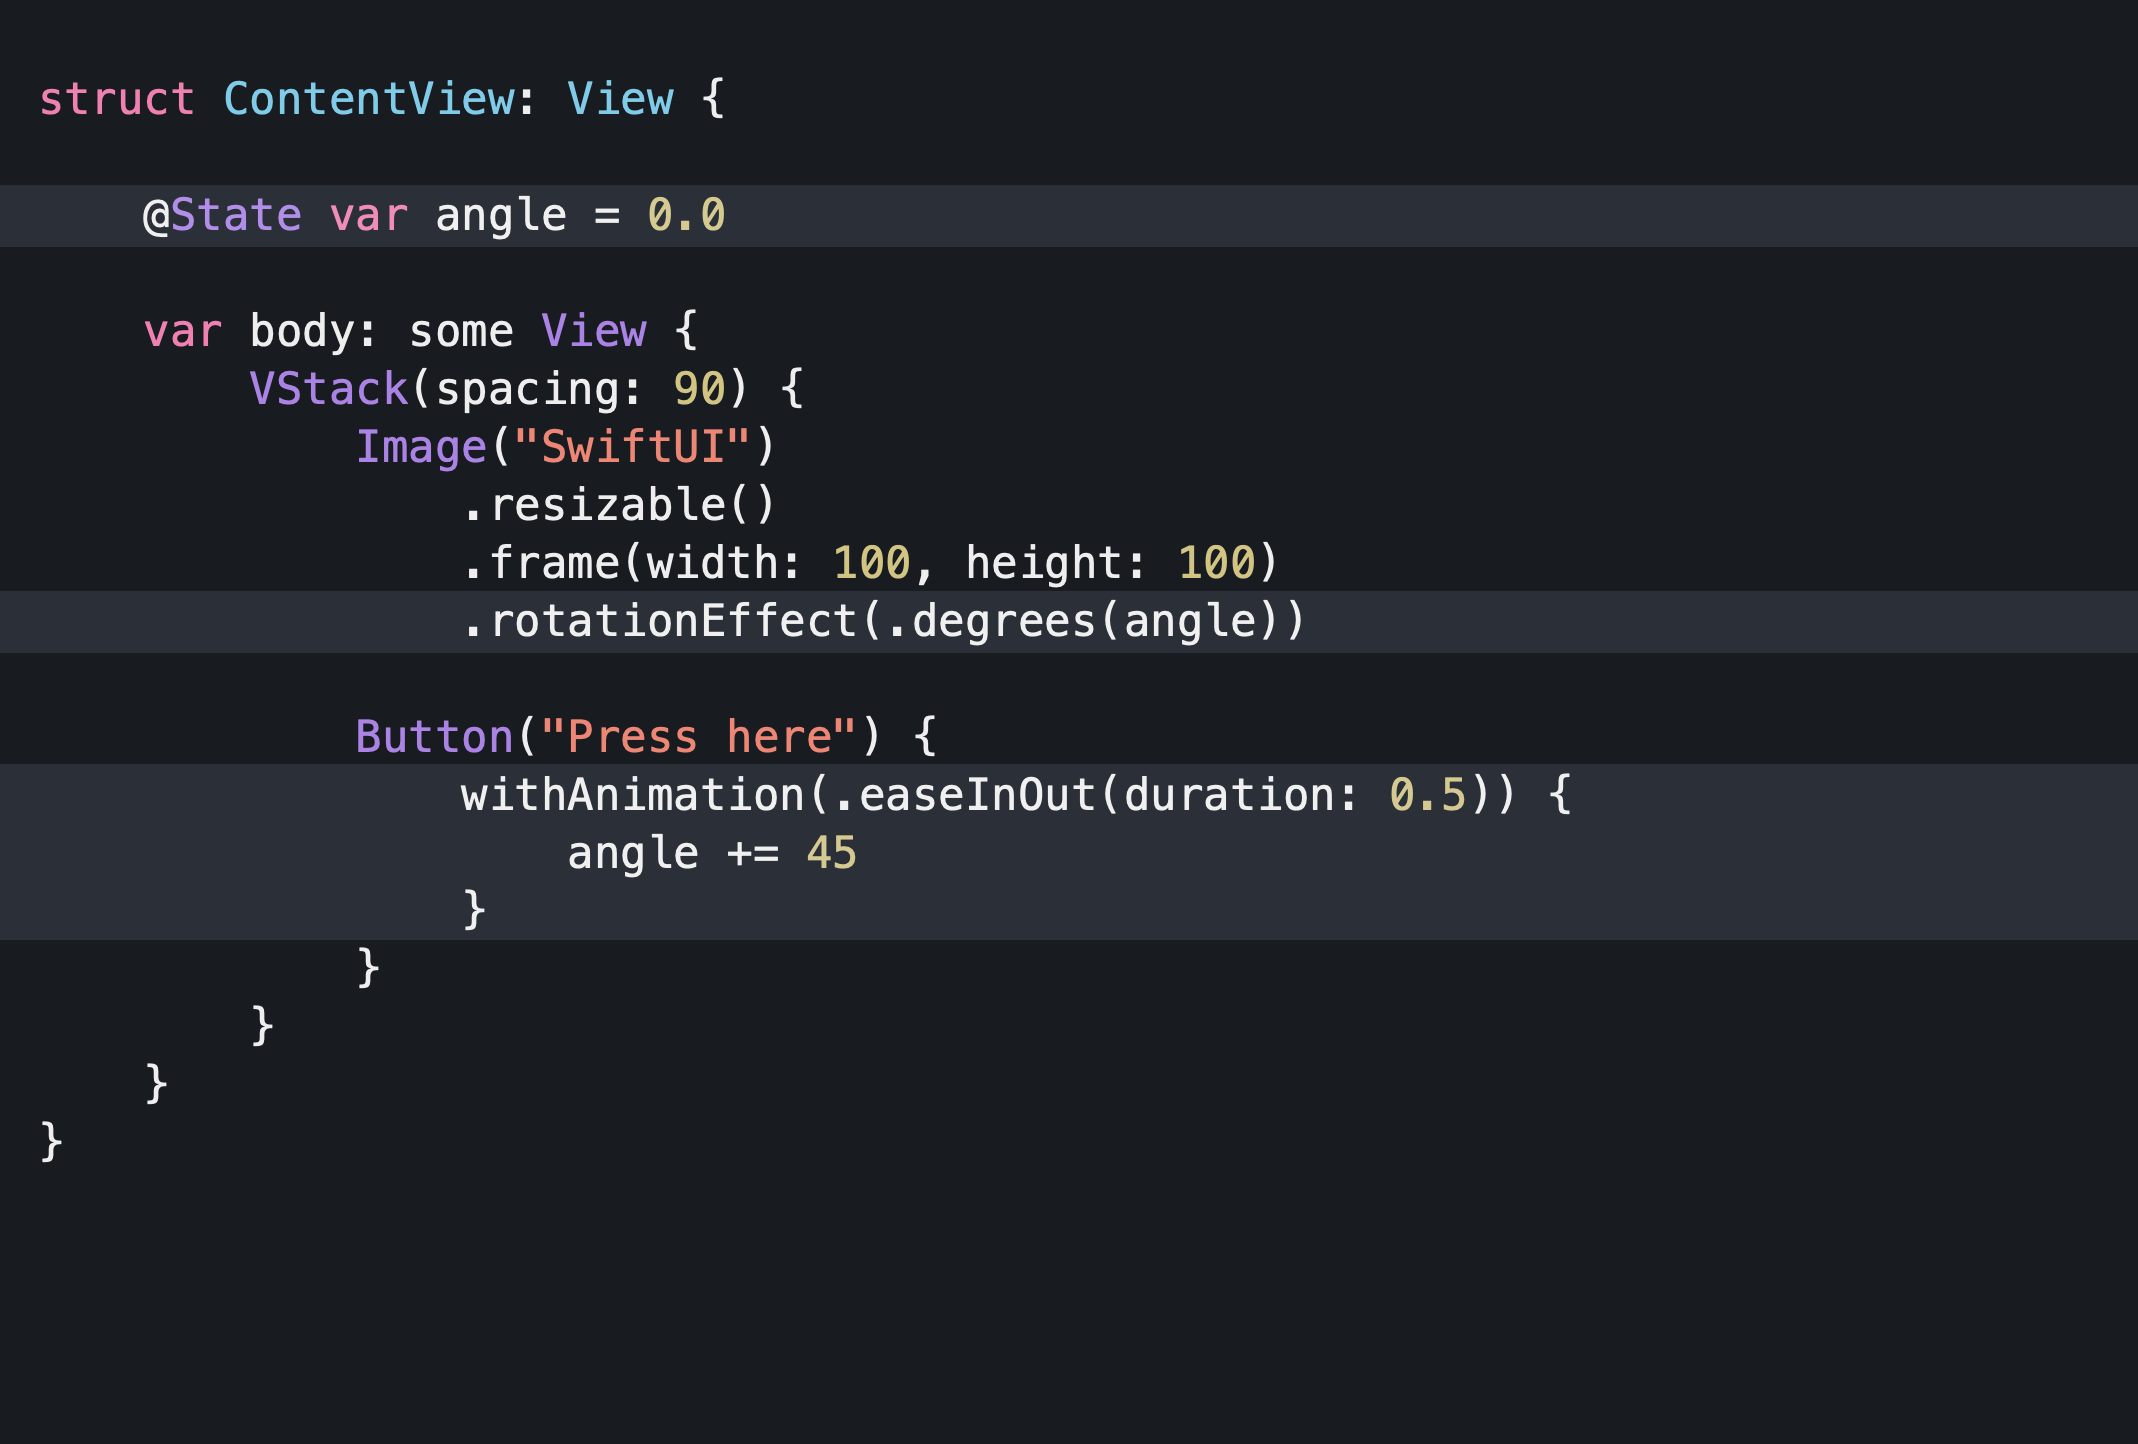 struct ContentView: View {
    @State var angle = 0.0
    var body: some View {
        VStack(spacing: 90) {
            Image("SwiftUI")
                .resizable()
                .frame(width: 100, height: 100)
                .rotationEffect(.degrees(angle))
            Button("Press here") {
                withAnimation(.easeInOut(duration: 0.5)) {
                    angle += 45
                }
            }
        }
    }
}